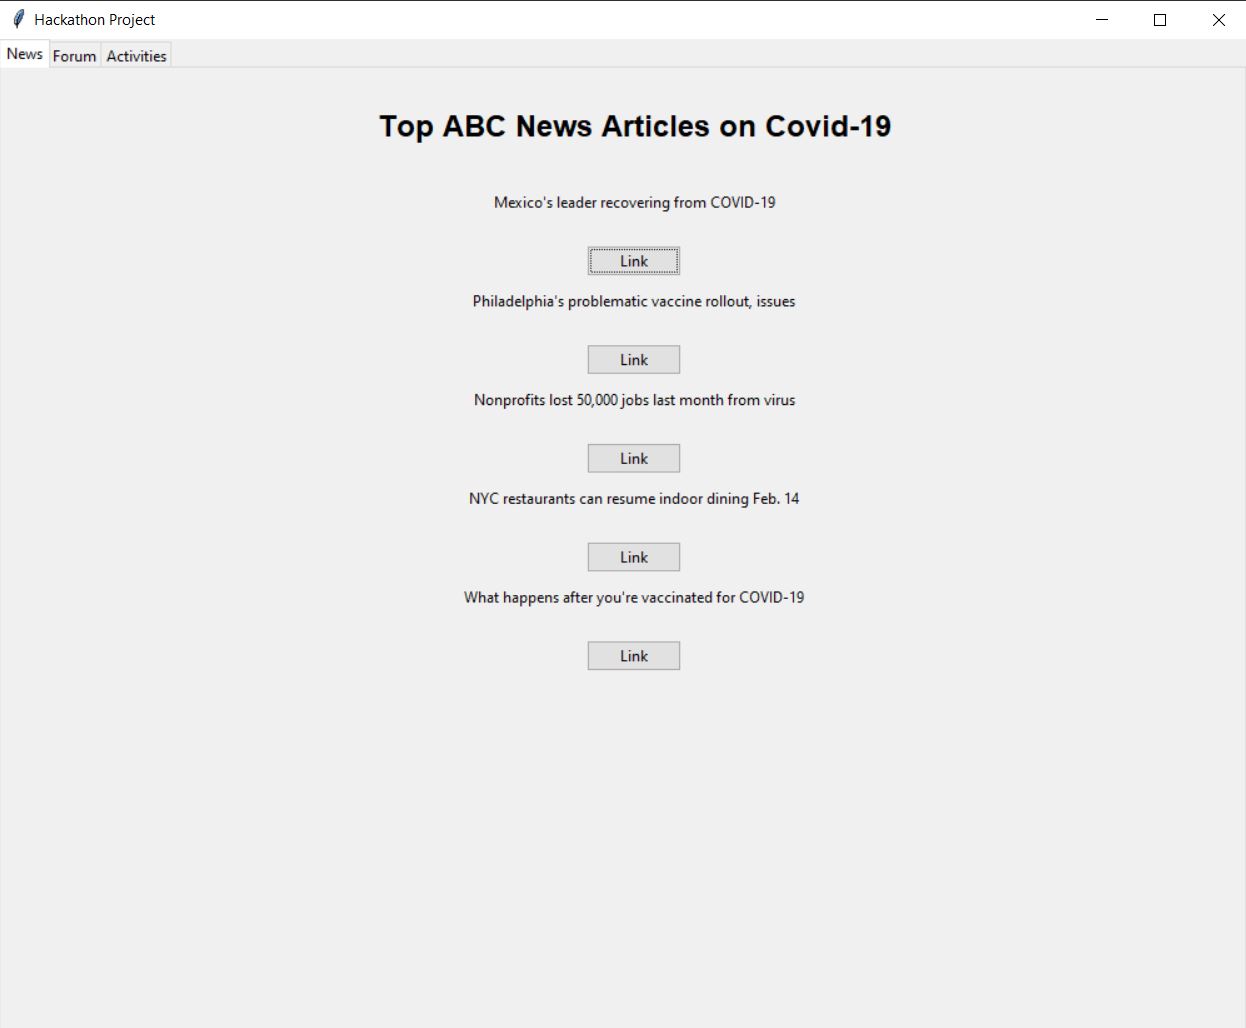 Hackathon Project
News Forum Activities
Top ABC News Articles on Covid-19
Mexico's leader recovering from COVID-19
Link
Philadelphia's problematic vaccine rollout, issues
Link
Nonprofits lost 50,000 jobs last month from virus
Link
NYC restaurants can resume indoor dining Feb. 14
Link
What happens after you're vaccinated for COVID-19
Link